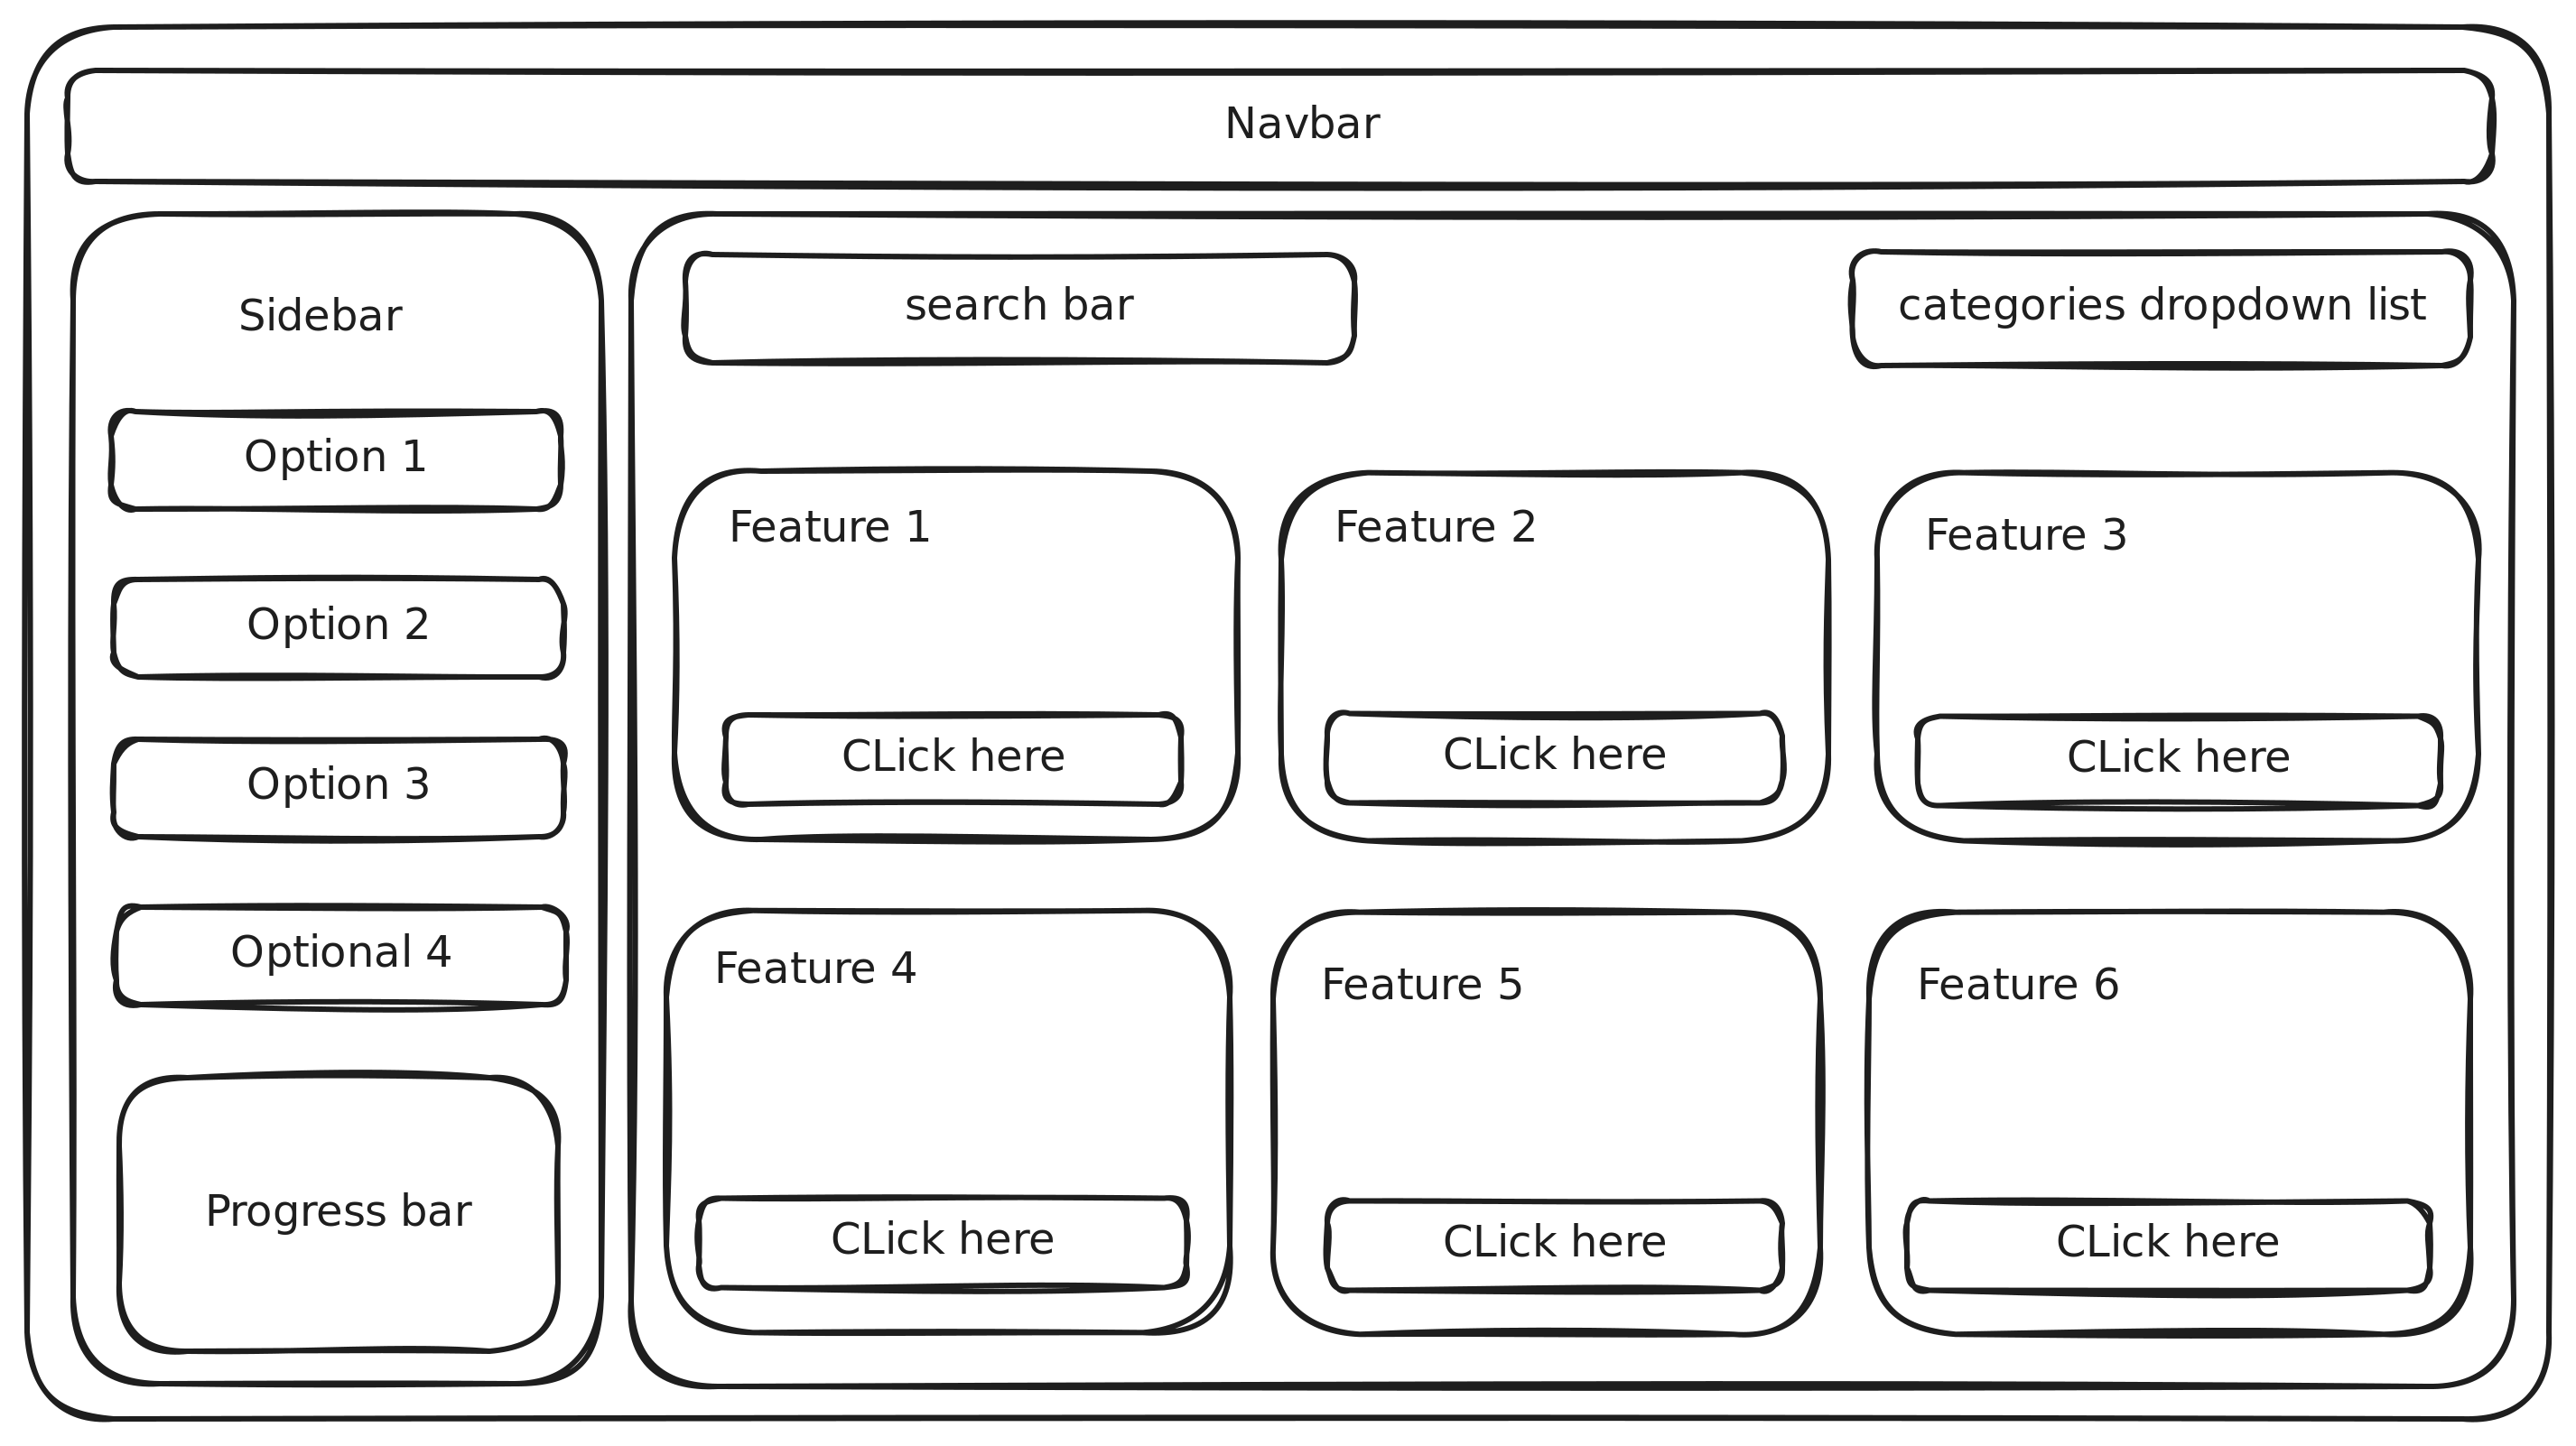 Navbar
Sidebar
Option 1
Option 2
Option 3
Optional 4
Progress bar
search bar
categories dropdown list
Feature 1
CLick here
Feature 2
CLick here
Feature 3
CLick here
Feature 4
CLick here
Feature 5
CLick here
Feature 6
CLick here